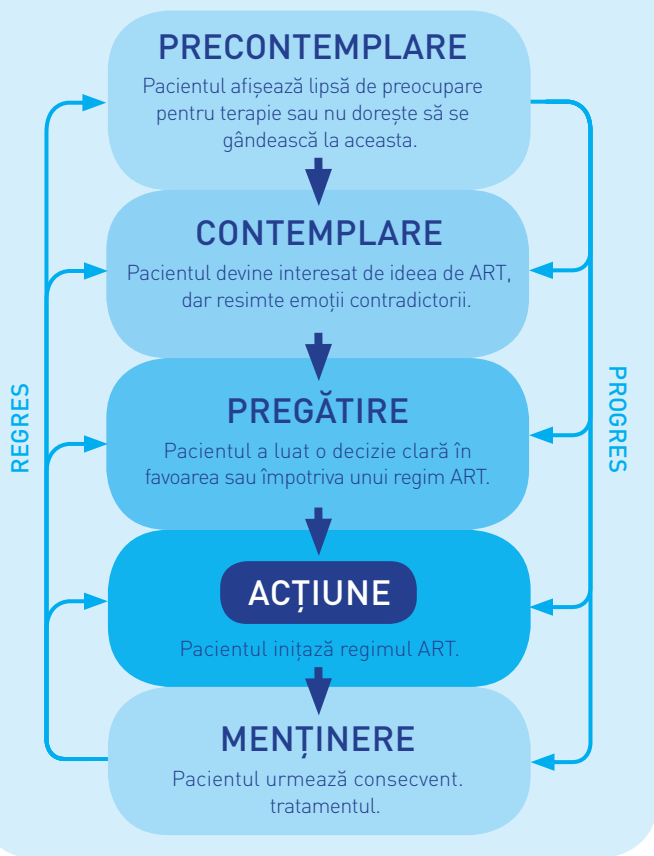 PRECONTEMPLARE
Pacientul afișează lipsă de preocupare
pentru terapie sau nu dorește să se
gândească la aceasta.
CONTEMPLARE
Pacientul devine interesat de ideea de ART,
dar resimte emoții contradictorii.
REGRES
PROGRES
PREGĂTIRE
Pacientul a luat o decizie clară în
favoarea sau împotriva unui regim ART.
ACȚIUNE
Pacientul inițază regimul ART.
MENȚINERE
Pacientul urmează consecvent.
tratamentul.